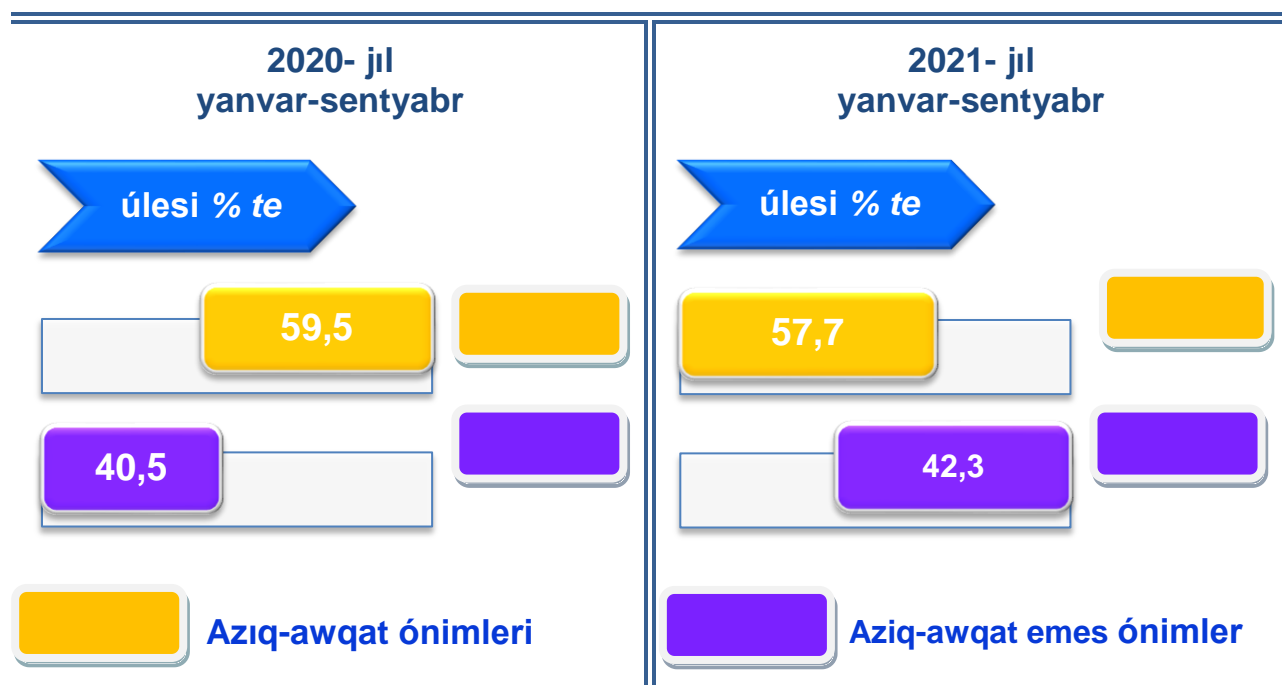 2020- jıl
yanvar-sentyabr
úlesi % te
59,5
40,5
Azıq-awqat ónimleri
2021- jıl
yanvar-sentyabr
úlesi % te
57,7
42,3
Aziq-awqat emes ónimler